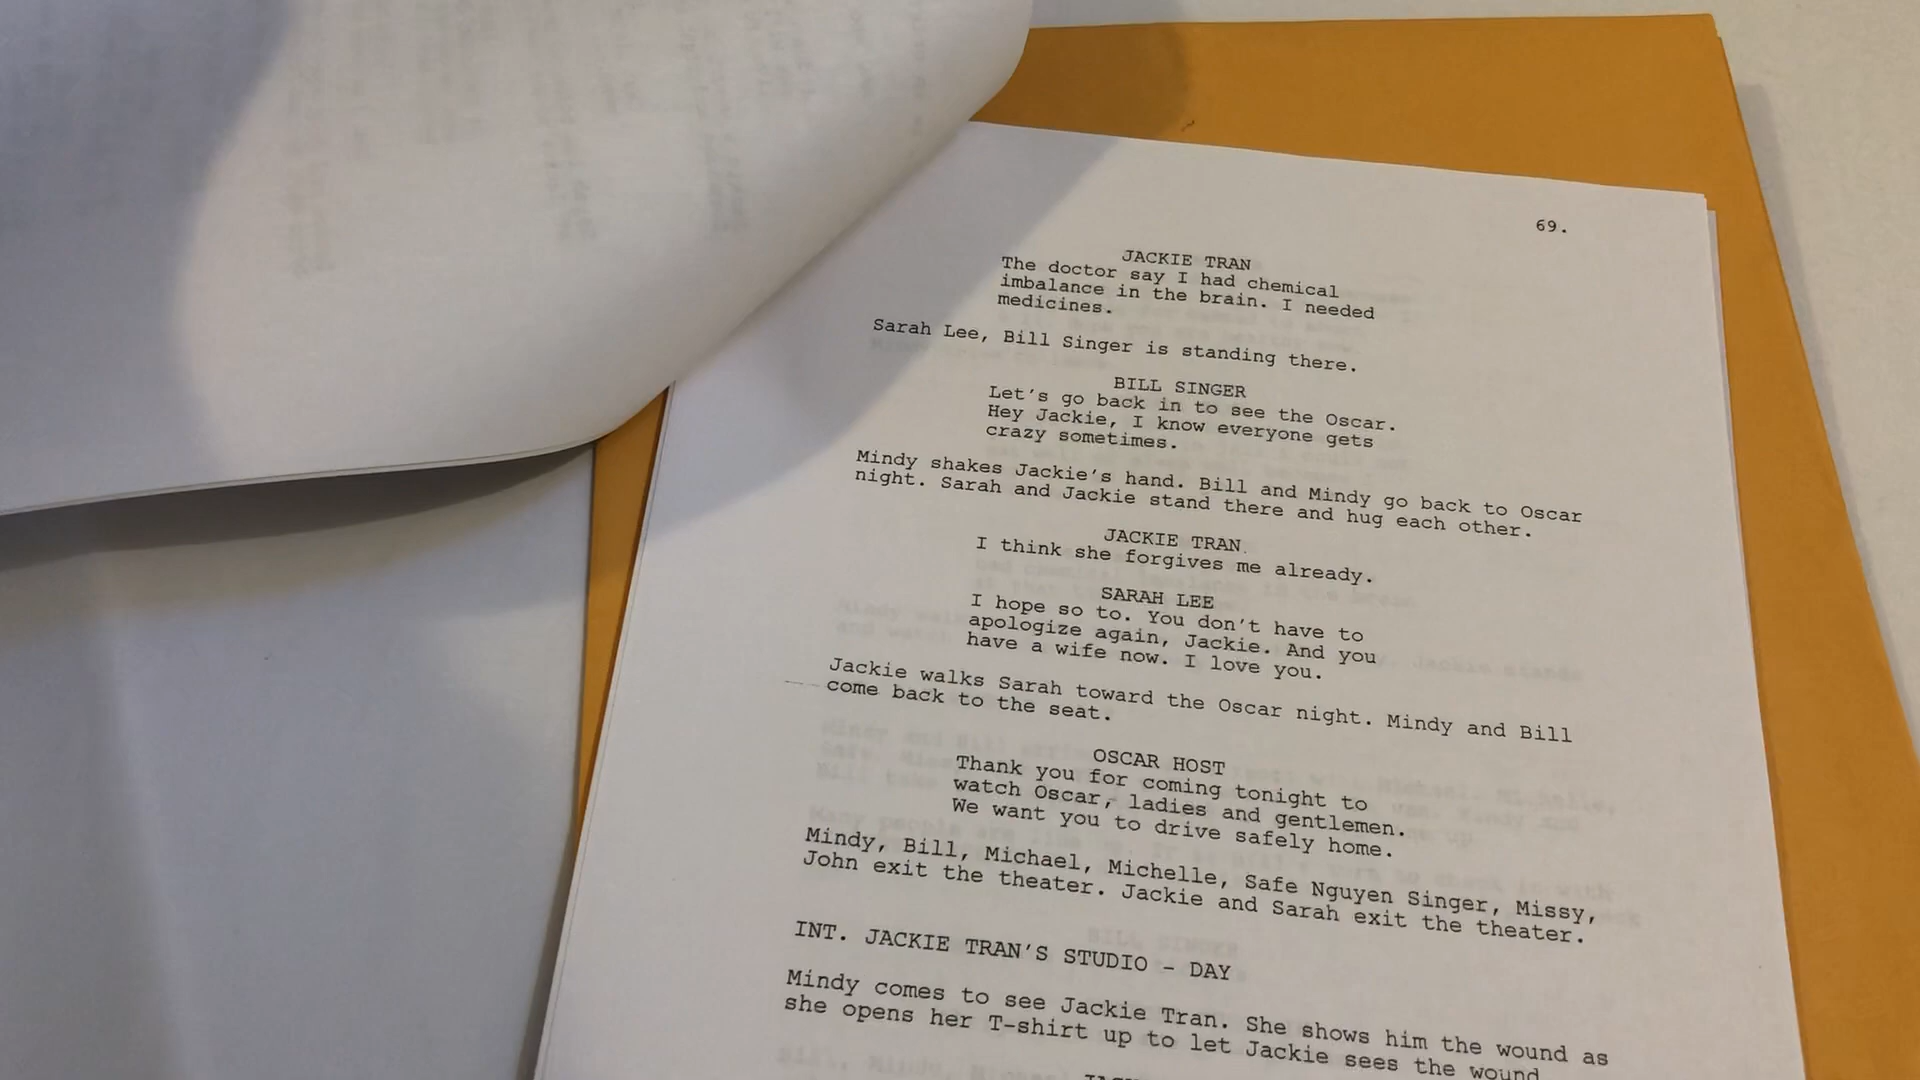 69.
JACKIE TRAN
The doctor say I had chemical
imbalance in the brain. I needed
medicines.
Sarah Lee, Bill Singer is standing there.
BILL SINGER
Let's go back in to see the Oscar.
Hey Jackie, I know everyone gets
crazy sometimes.
Mindy shakes Jackie's hand. Bill and Mindy go back to Oscar
night. Sarah and Jackie stand there and hug each other.
JACKIE TRAN
I think she forgives me already.
SARAH LEE
I hope so to. You don't have to
apologize again, Jackie. And you
have a wife now. I love you.
Jackie walks Sarah toward the Oscar night. Mindy and Bill
come back to the seat.
OSCAR HOST
Thank you for coming tonight to
watch Oscar, ladies and gentlemen.
We want you to drive safely home.
Mindy, Bill, Michael, Michelle, Safe Nguyen Singer, Missy,
John exit the theater. Jackie and Sarah exit the theater.
INT. JACKIE TRAN'S STUDIO - DAY
Mindy comes to see Jackie Tran. She shows him the wound as
she opens her T-shirt up to let Jackie sees the wound